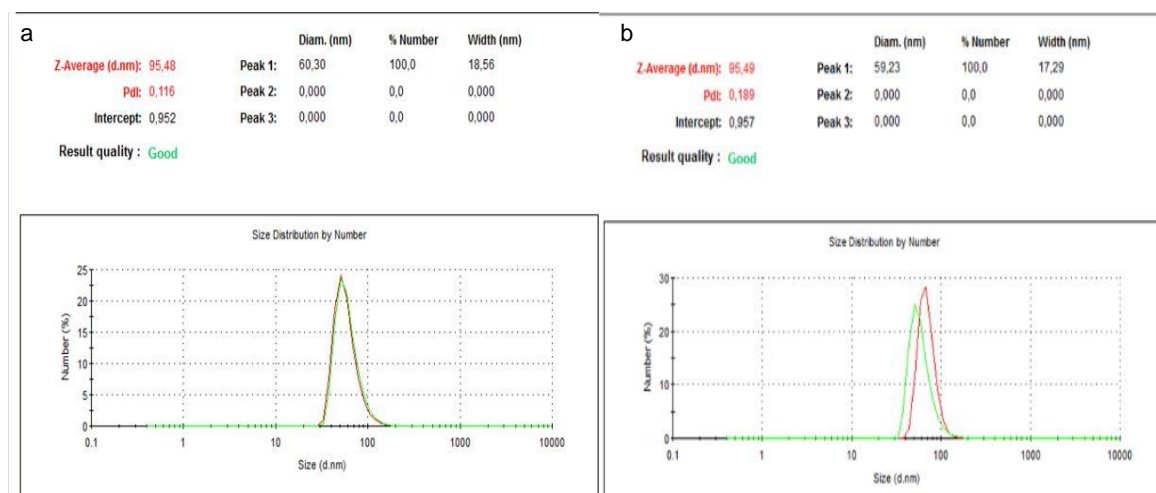 a
Diam. (nm) % Number Width (nm)
Z-Average (d.nm): 95,48 Peak 1: 60,30 100,0 18,56
PdI: 0,116 Peak 2: 0,000 0,0 0,000
Intercept: 0,952 Peak 3: 0,000 0,0 0,000
Result quality : Good
Size Distribution by Number
Number (%)
25
20
15
10
5
0
0.1 1 10 100 1000 10000
Size (d.nm)
b
Diam. (nm) % Number Width (nm)
Z-Average (d.nm): 95,49 Peak 1: 59,23 100,0 17,29
PdI: 0,189 Peak 2: 0,000 0,0 0,000
Intercept: 0,957 Peak 3: 0,000 0,0 0,000
Result quality : Good
Size Distribution by Number
Number (%)
30
20
10
0
0.1 1 10 100 1000 10000
Size (d.nm)